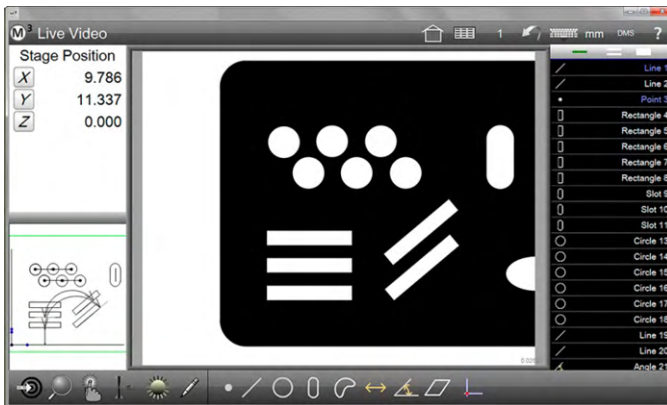 M3 Live Video
1
mm
DMS
?
Stage Position
X 9.786
Y 11.337
Z 0.000
Line 1
Line 2
Point 3
Rectangle 4
Rectangle 5
Rectangle 6
Rectangle 7
Rectangle 8
Slot 9
Slot 10
Slot 11
Circle 13
Circle 14
Circle 15
Circle 16
Circle 17
Circle 18
Line 19
Line 20
Angle 21